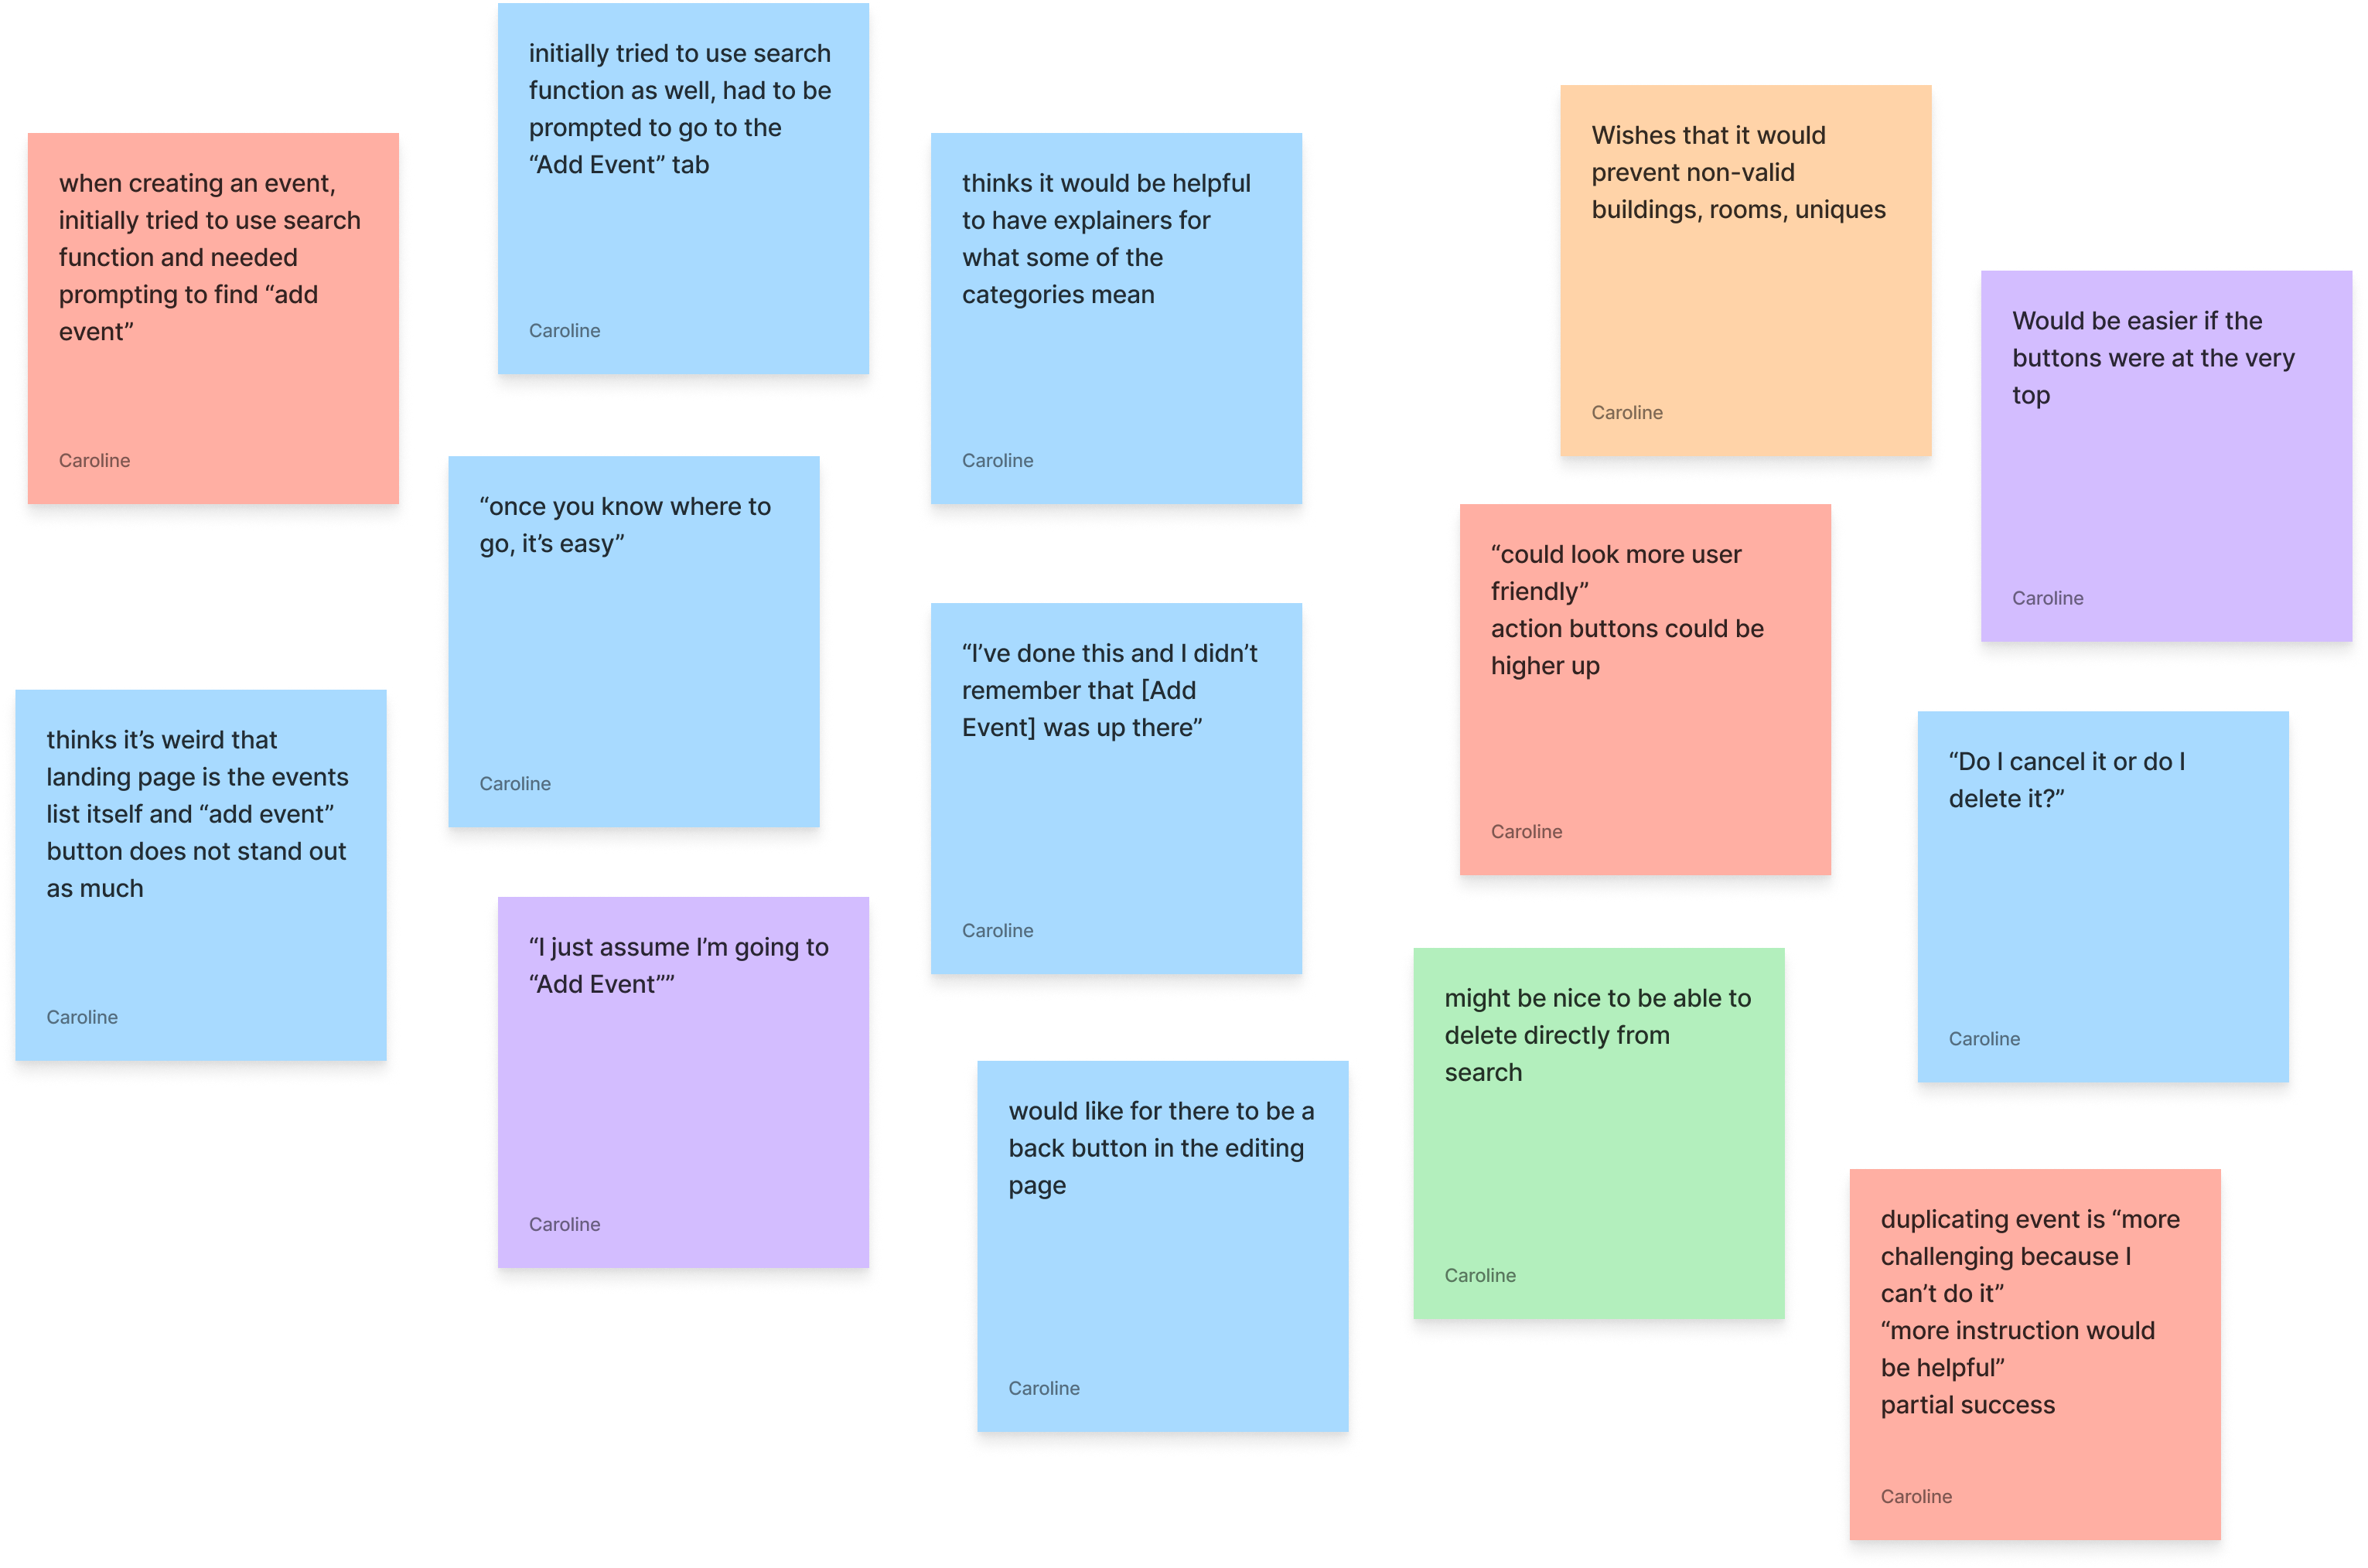 initially tried to use search
function as well, had to be
prompted to go to the
“Add Event” tab
Caroline
when creating an event,
initially tried to use search
function and needed
prompting to find “add
event”
Caroline
thinks it would be helpful
to have explainers for
what some of the
categories mean
Caroline
Wishes that it would
prevent non-valid
buildings, rooms, uniques
Caroline
Would be easier if the
buttons were at the very
top
Caroline
“once you know where to
go, it’s easy”
Caroline
“could look more user
friendly”
action buttons could be
higher up
Caroline
“I’ve done this and I didn’t
remember that [Add
Event] was up there”
Caroline
thinks it’s weird that
landing page is the events
list itself and “add event”
button does not stand out
as much
Caroline
“Do I cancel it or do I
delete it?”
Caroline
“I just assume I’m going to
“Add Event””
Caroline
might be nice to be able to
delete directly from
search
Caroline
would like for there to be a
back button in the editing
page
Caroline
duplicating event is “more
challenging because I
can’t do it”
“more instruction would
be helpful”
partial success
Caroline